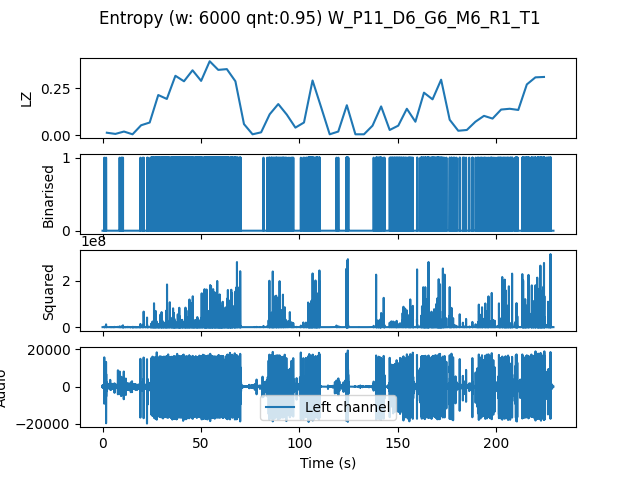 Entropy (w: 6000 qnt:0.95) W_P11_D6_G6_M6_R1_T1
LZ
0.25
0.00
Binarised
1
0
1e8
Squared
2
0
Audio
20000
0
−20000
Left channel
0
50
100
150
200
Time (s)